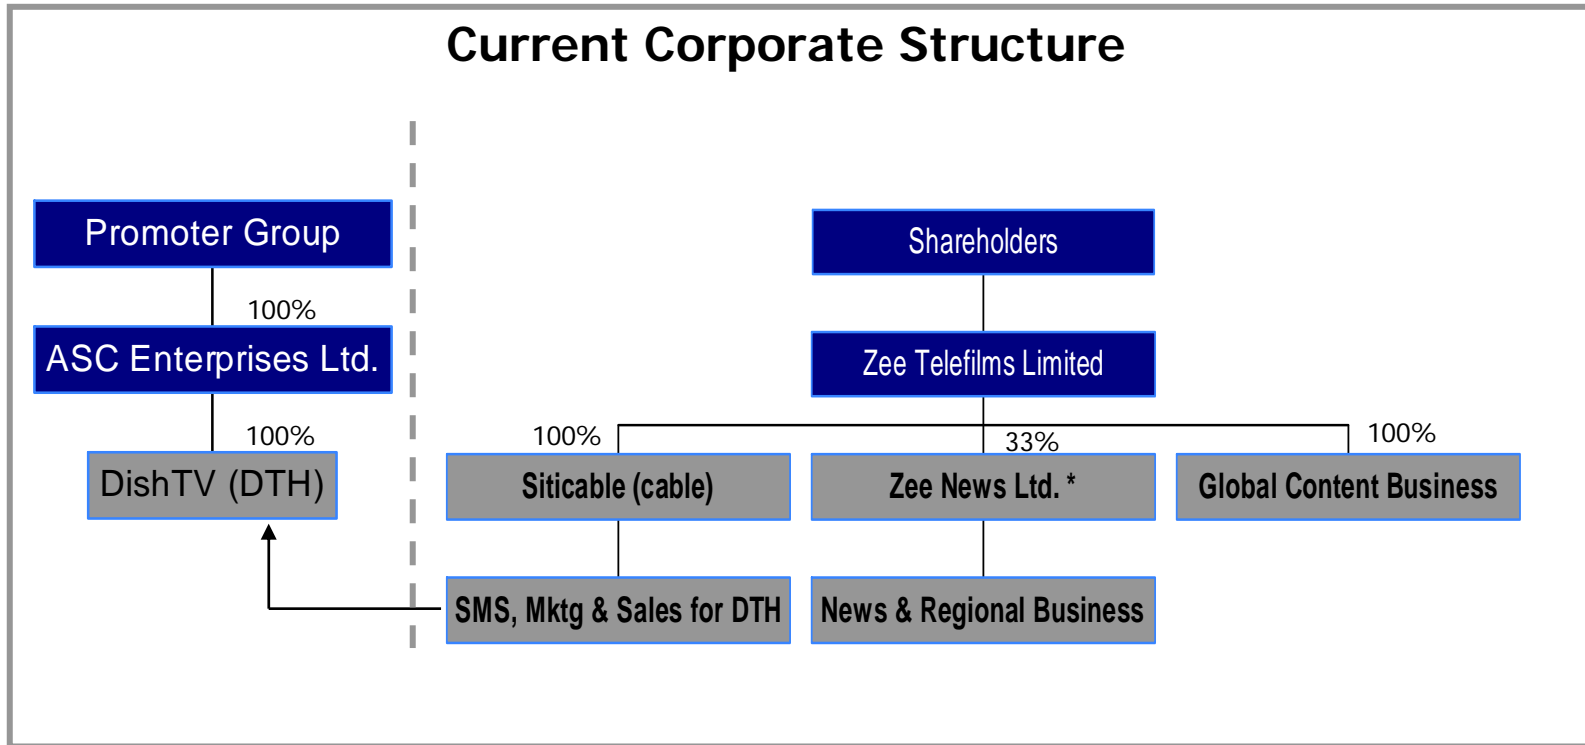 Current Corporate Structure
Promoter Group
100%
ASC Enterprises Ltd.
100%
DishTV (DTH)
Shareholders
Zee Telefilms Limited
100%
33%
100%
Siticable (cable)
Zee News Ltd. *
Global Content Business
SMS, Mktg & Sales for DTH
News & Regional Business